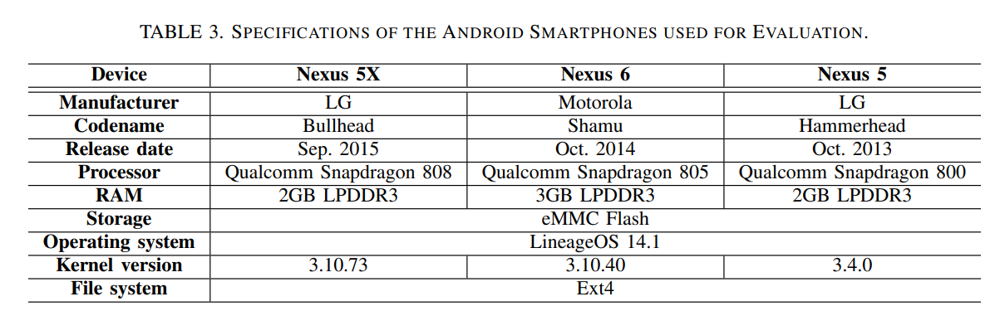 TABLE 3. SPECIFICATIONS OF THE ANDROID SMARTPHONES USED FOR EVALUATION.
Device Nexus 5X Nexus 6 Nexus 5
Manufacturer LG Motorola LG
Codename Bullhead Shamu Hammerhead
Release date Sep. 2015 Oct. 2014 Oct. 2013
Processor Qualcomm Snapdragon 808 Qualcomm Snapdragon 805 Qualcomm Snapdragon 800
RAM 2GB LPDDR3 3GB LPDDR3 2GB LPDDR3
Storage eMMC Flash
Operating system LineageOS 14.1
Kernel version 3.10.73 3.10.40 3.4.0
File system Ext4